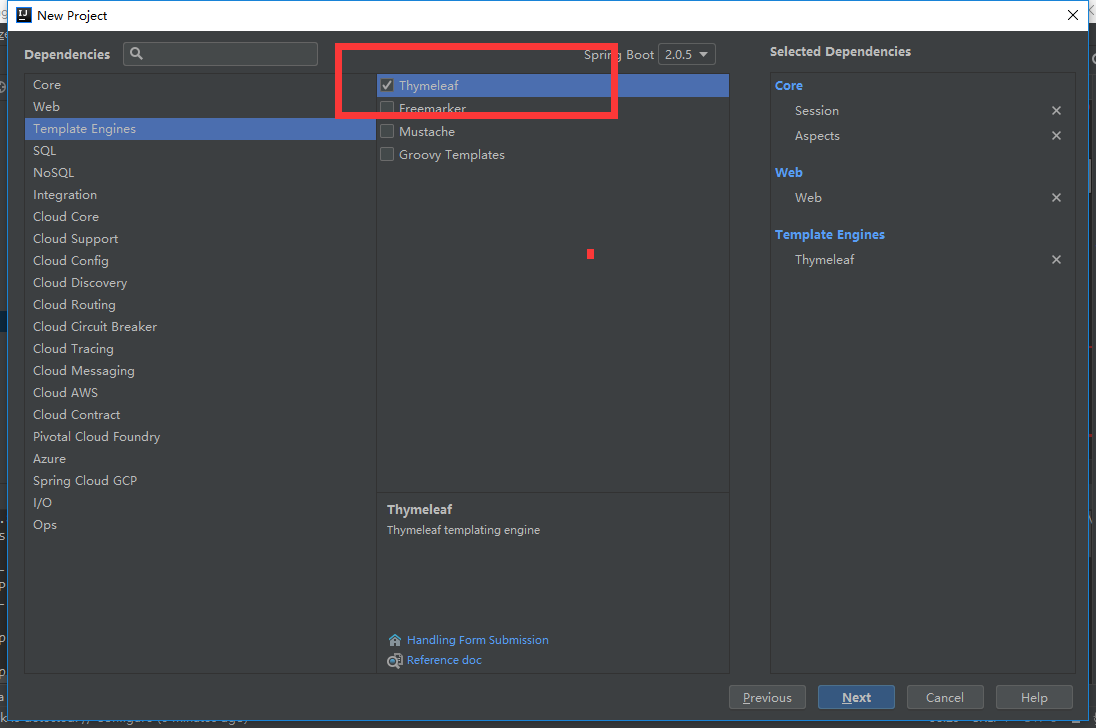 New Project
Dependencies
Spring Boot 2.0.5
Selected Dependencies
Core
Web
Template Engines
SQL
NoSQL
Integration
Cloud Core
Cloud Support
Cloud Config
Cloud Discovery
Cloud Routing
Cloud Circuit Breaker
Cloud Tracing
Cloud Messaging
Cloud AWS
Cloud Contract
Pivotal Cloud Foundry
Azure
Spring Cloud GCP
I/O
Ops
Thymeleaf
Freemarker
Mustache
Groovy Templates
Thymeleaf
Thymeleaf templating engine
Handling Form Submission
Reference doc
Core
Session
Aspects
Web
Web
Template Engines
Thymeleaf
Previous
Next
Cancel
Help